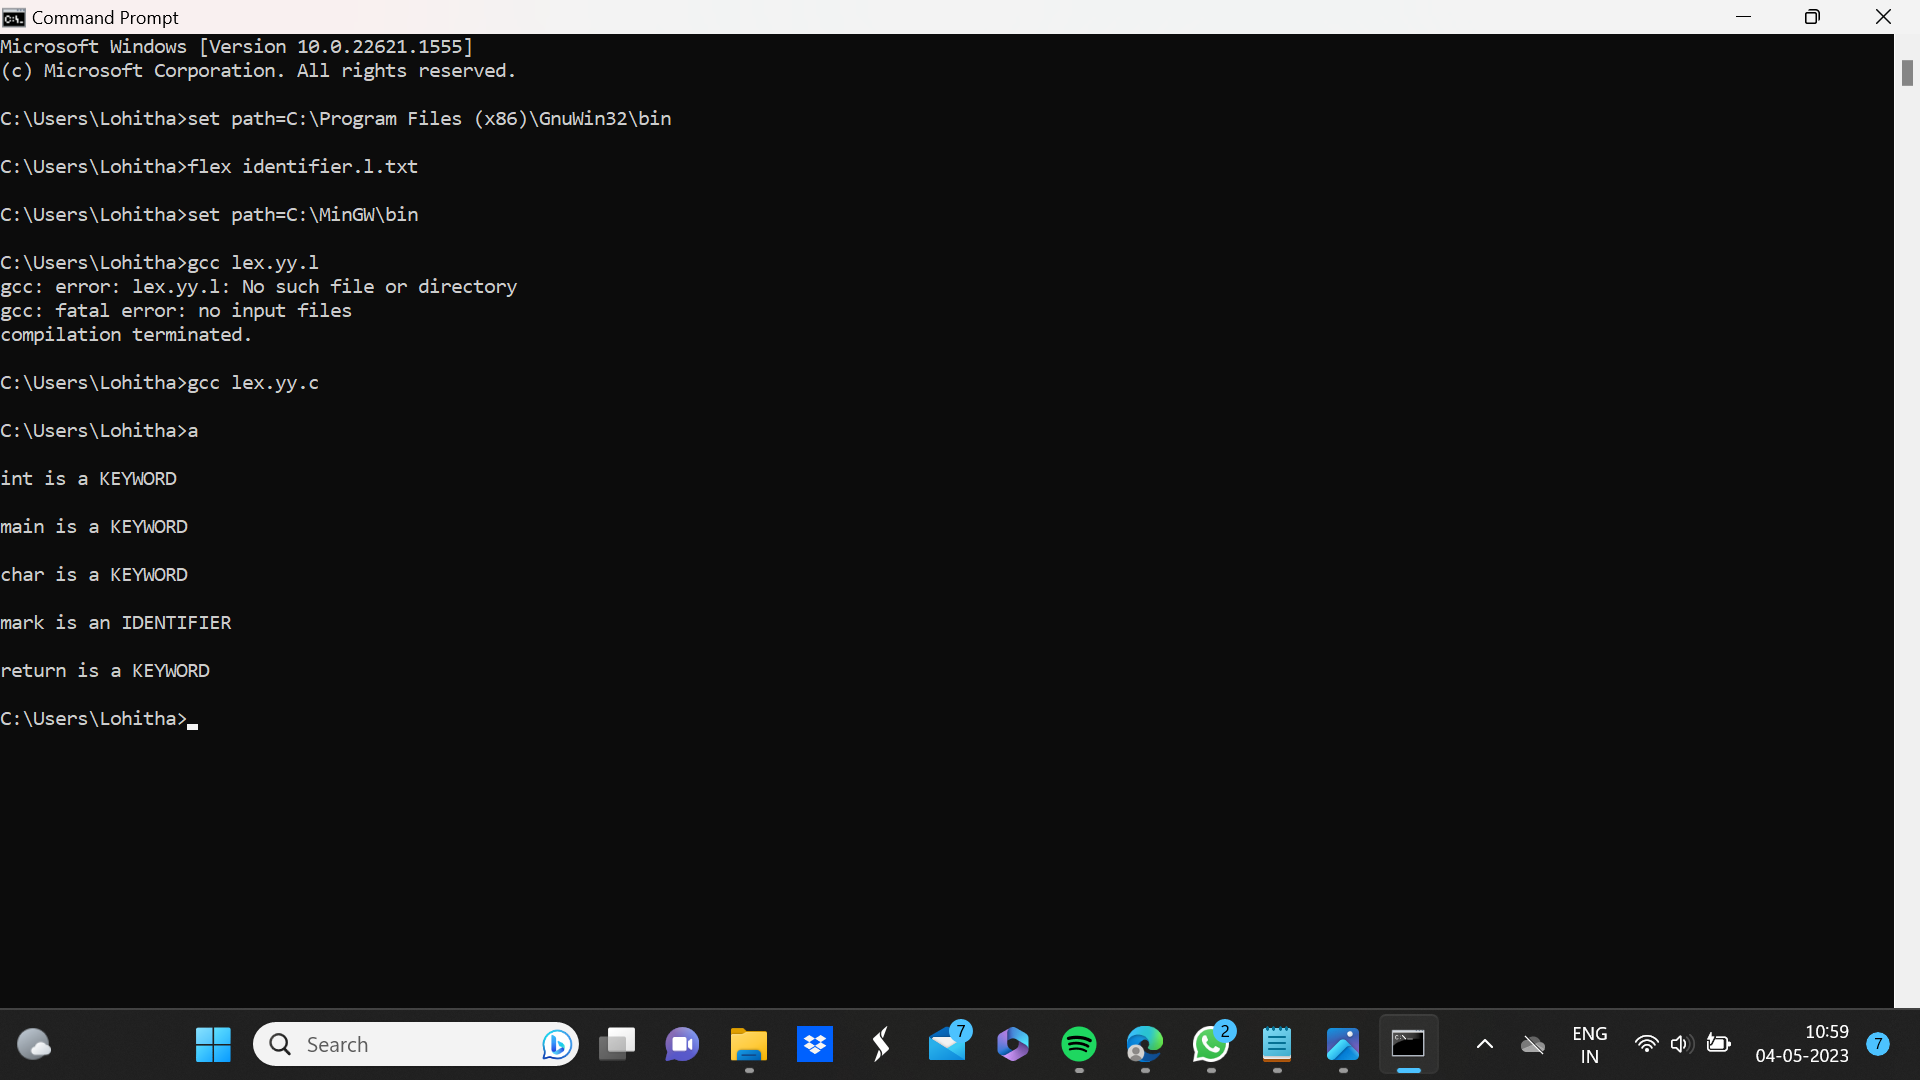 Command Prompt
Microsoft Windows [Version 10.0.22621.1555]
(c) Microsoft Corporation. All rights reserved.
C:\Users\Lohitha>set path=C:\Program Files (x86)\GnuWin32\bin
C:\Users\Lohitha>flex identifier.l.txt
C:\Users\Lohitha>set path=C:\MinGW\bin
C:\Users\Lohitha>gcc lex.yy.l
gcc: error: lex.yy.l: No such file or directory
gcc: fatal error: no input files
compilation terminated.
C:\Users\Lohitha>gcc lex.yy.c
C:\Users\Lohitha>a
int is a KEYWORD
main is a KEYWORD
char is a KEYWORD
mark is an IDENTIFIER
return is a KEYWORD
C:\Users\Lohitha>
Search
7
2
ENG
IN
10:59
04-05-2023
7